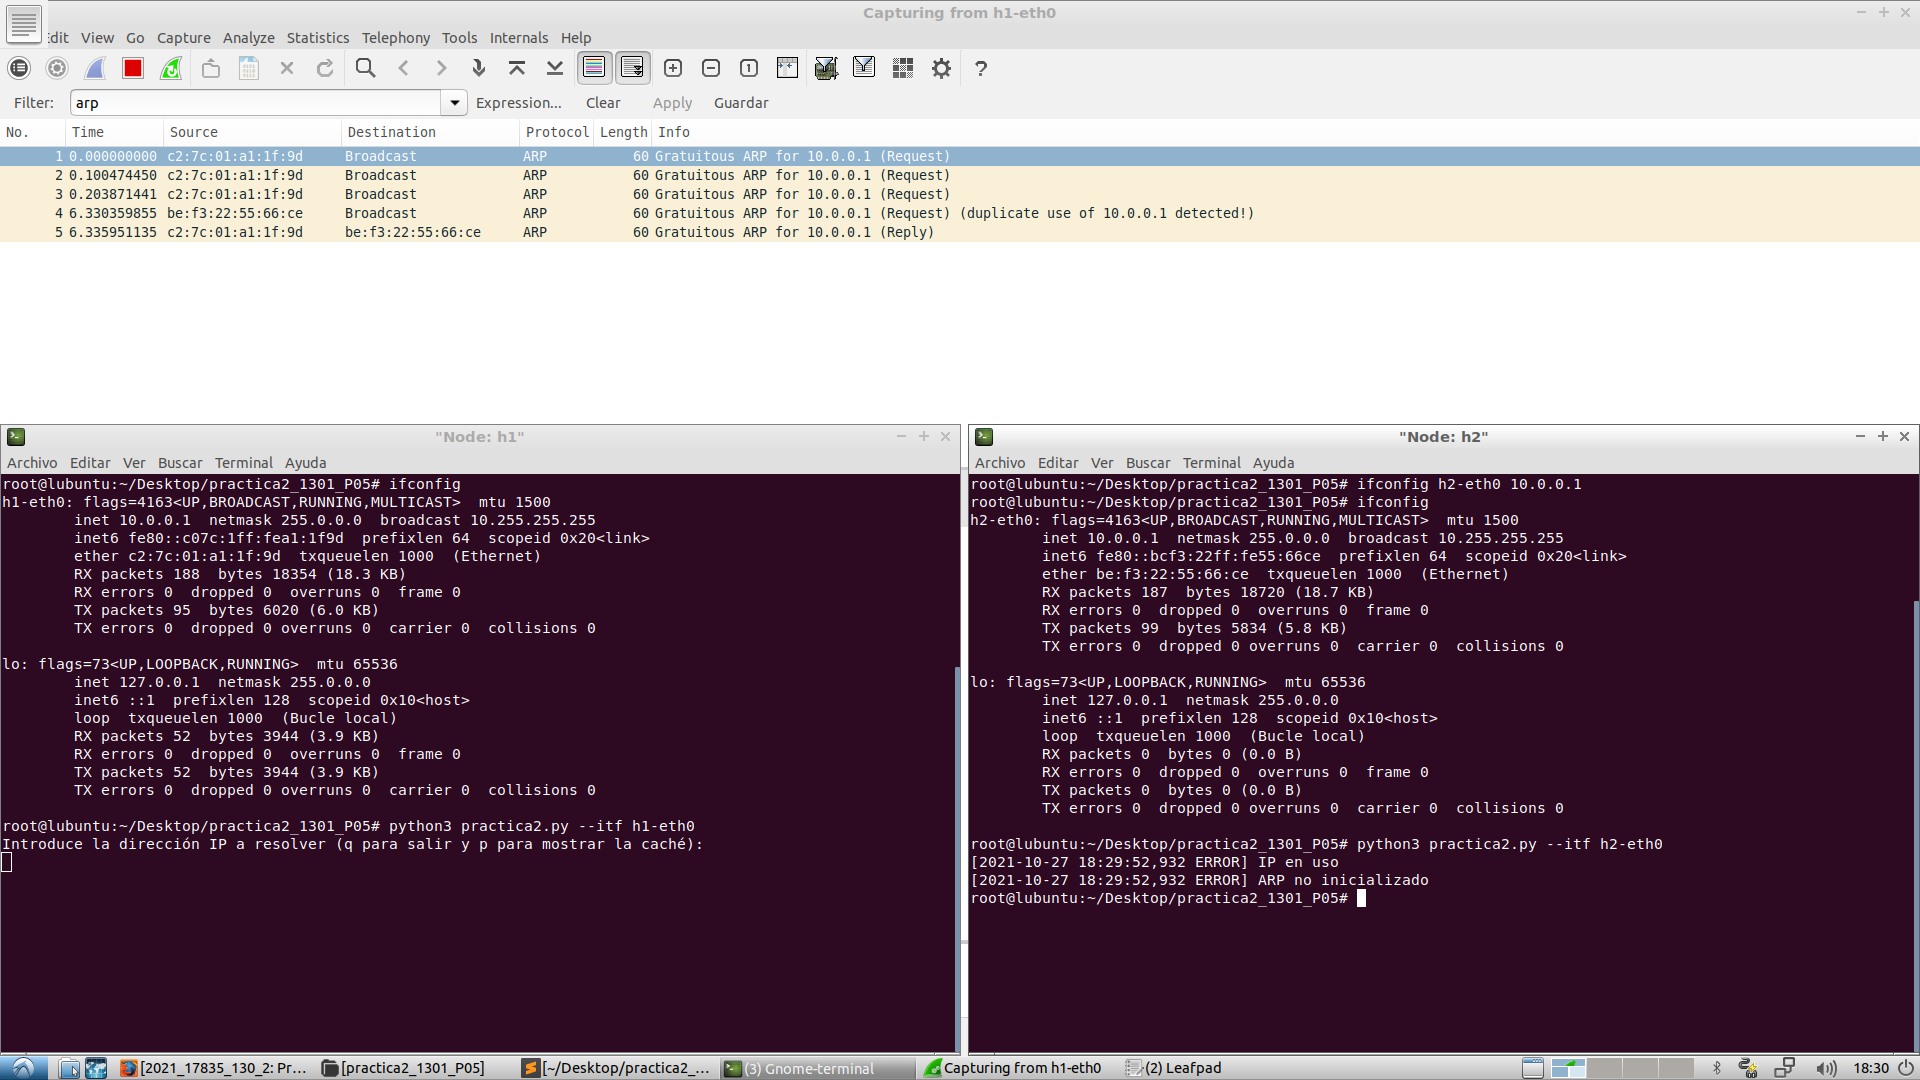 Capturing from h1-eth0
dit View Go Capture Analyze Statistics Telephony Tools Internals Help
Filter: arp Expression... Clear Apply Guardar
No. Time Source Destination Protocol Length Info
1 0.000000000 c2:7c:01:a1:1f:9d Broadcast ARP 60 Gratuitous ARP for 10.0.0.1 (Request)
2 0.100474450 c2:7c:01:a1:1f:9d Broadcast ARP 60 Gratuitous ARP for 10.0.0.1 (Request)
3 0.203871441 c2:7c:01:a1:1f:9d Broadcast ARP 60 Gratuitous ARP for 10.0.0.1 (Request)
4 6.330359855 be:f3:22:55:66:ce Broadcast ARP 60 Gratuitous ARP for 10.0.0.1 (Request) (duplicate use of 10.0.0.1 detected!)
5 6.335951135 c2:7c:01:a1:1f:9d be:f3:22:55:66:ce ARP 60 Gratuitous ARP for 10.0.0.1 (Reply)
"Node: h1"
Archivo Editar Ver Buscar Terminal Ayuda
root@lubuntu:~/Desktop/practica2_1301_P05# ifconfig
h1-eth0: flags=4163<UP,BROADCAST,RUNNING,MULTICAST>  mtu 1500
inet 10.0.0.1  netmask 255.0.0.0  broadcast 10.255.255.255
inet6 fe80::c07c:1ff:fea1:1f9d  prefixlen 64  scopeid 0x20<link>
ether c2:7c:01:a1:1f:9d  txqueuelen 1000  (Ethernet)
RX packets 188  bytes 18354 (18.3 KB)
RX errors 0  dropped 0  overruns 0  frame 0
TX packets 95  bytes 6020 (6.0 KB)
TX errors 0  dropped 0 overruns 0  carrier 0  collisions 0
lo: flags=73<UP,LOOPBACK,RUNNING>  mtu 65536
inet 127.0.0.1  netmask 255.0.0.0
inet6 ::1  prefixlen 128  scopeid 0x10<host>
loop  txqueuelen 1000  (Bucle local)
RX packets 52  bytes 3944 (3.9 KB)
RX errors 0  dropped 0  overruns 0  frame 0
TX packets 52  bytes 3944 (3.9 KB)
TX errors 0  dropped 0 overruns 0  carrier 0  collisions 0
root@lubuntu:~/Desktop/practica2_1301_P05# python3 practica2.py --itf h1-eth0
Introduce la dirección IP a resolver (q para salir y p para mostrar la caché):
"Node: h2"
Archivo Editar Ver Buscar Terminal Ayuda
root@lubuntu:~/Desktop/practica2_1301_P05# ifconfig h2-eth0 10.0.0.1
root@lubuntu:~/Desktop/practica2_1301_P05# ifconfig
h2-eth0: flags=4163<UP,BROADCAST,RUNNING,MULTICAST>  mtu 1500
inet 10.0.0.1  netmask 255.0.0.0  broadcast 10.255.255.255
inet6 fe80::bcf3:22ff:fe55:66ce  prefixlen 64  scopeid 0x20<link>
ether be:f3:22:55:66:ce  txqueuelen 1000  (Ethernet)
RX packets 187  bytes 18720 (18.7 KB)
RX errors 0  dropped 0  overruns 0  frame 0
TX packets 99  bytes 5834 (5.8 KB)
TX errors 0  dropped 0 overruns 0  carrier 0  collisions 0
lo: flags=73<UP,LOOPBACK,RUNNING>  mtu 65536
inet 127.0.0.1  netmask 255.0.0.0
inet6 ::1  prefixlen 128  scopeid 0x10<host>
loop  txqueuelen 1000  (Bucle local)
RX packets 0  bytes 0 (0.0 B)
RX errors 0  dropped 0  overruns 0  frame 0
TX packets 0  bytes 0 (0.0 B)
TX errors 0  dropped 0 overruns 0  carrier 0  collisions 0
root@lubuntu:~/Desktop/practica2_1301_P05# python3 practica2.py --itf h2-eth0
[2021-10-27 18:29:52,932 ERROR] IP en uso
[2021-10-27 18:29:52,932 ERROR] ARP no inicializado
root@lubuntu:~/Desktop/practica2_1301_P05#
[2021_17835_130_2: Pr... [practica2_1301_P05] [~/Desktop/practica2_... (3) Gnome-terminal Capturing from h1-eth0 (2) Leafpad 18:30